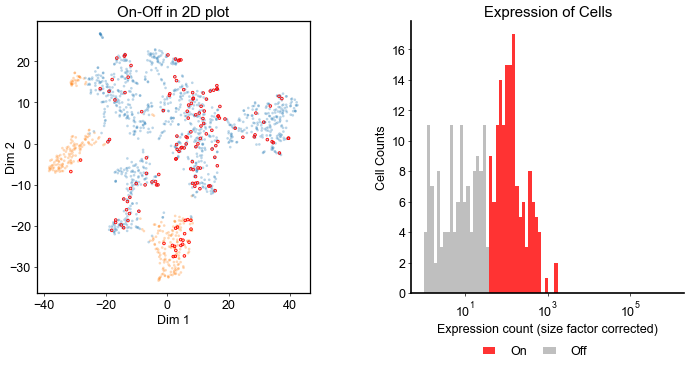 On-Off in 2D plot
Dim 2
20
10
0
−10
−20
−30
−40
−20
0
20
40
Dim 1
Expression of Cells
Cell Counts
16
14
12
10
8
6
4
2
0
10^1
10^3
10^5
Expression count (size factor corrected)
On
Off